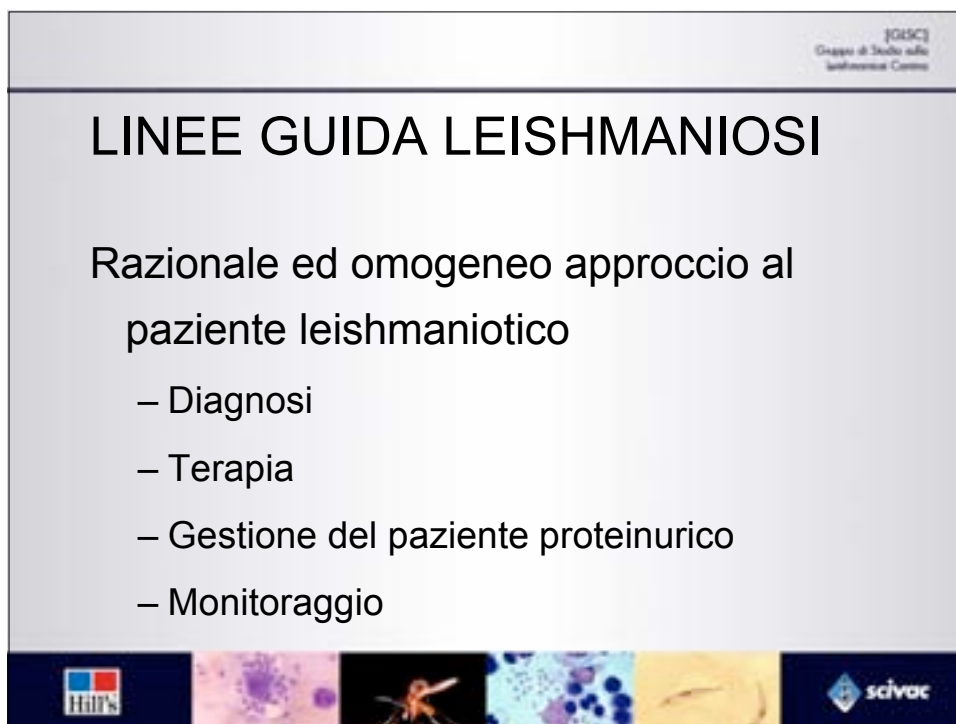 [GLSC]
Gruppo di Studio sulla
leishmaniosi Canina
LINEE GUIDA LEISHMANIOSI
Razionale ed omogeneo approccio al
paziente leishmaniotico
– Diagnosi
– Terapia
– Gestione del paziente proteinurico
– Monitoraggio
Hill's
scivac